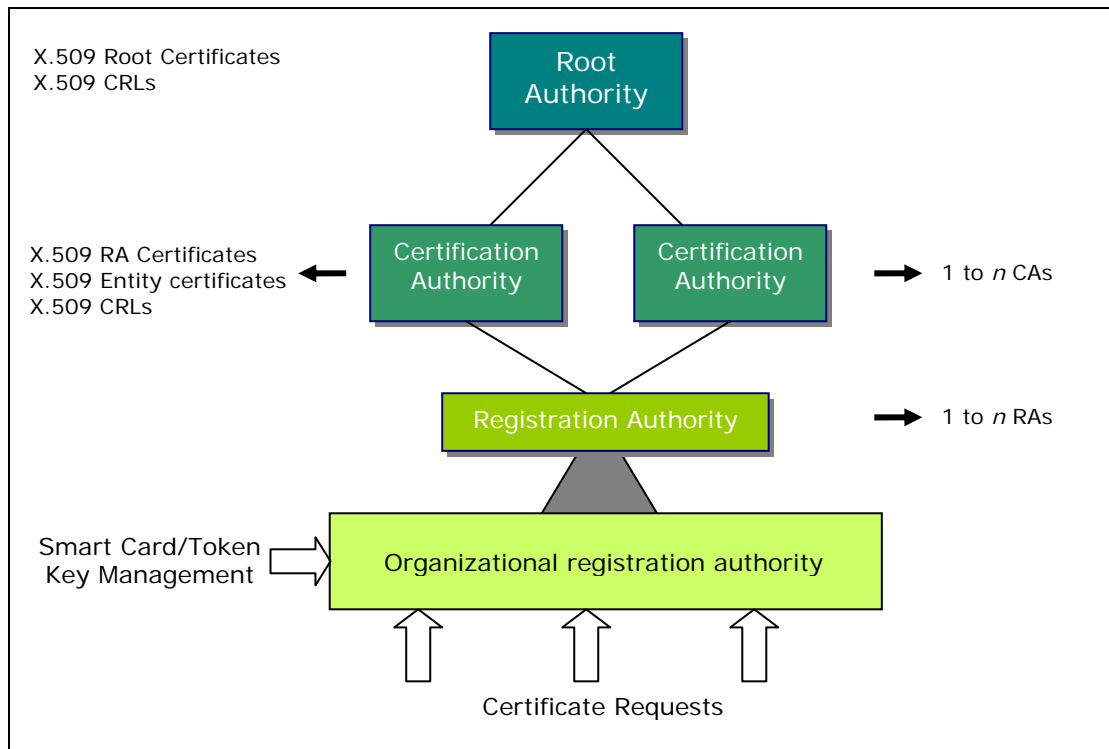 X.509 Root Certificates
X.509 CRLs
Root
Authority
Certification
Authority
Certification
Authority
X.509 RA Certificates
X.509 Entity certificates
X.509 CRLs
1 to n CAs
Registration Authority
1 to n RAs
Smart Card/Token
Key Management
Organizational registration authority
Certificate Requests